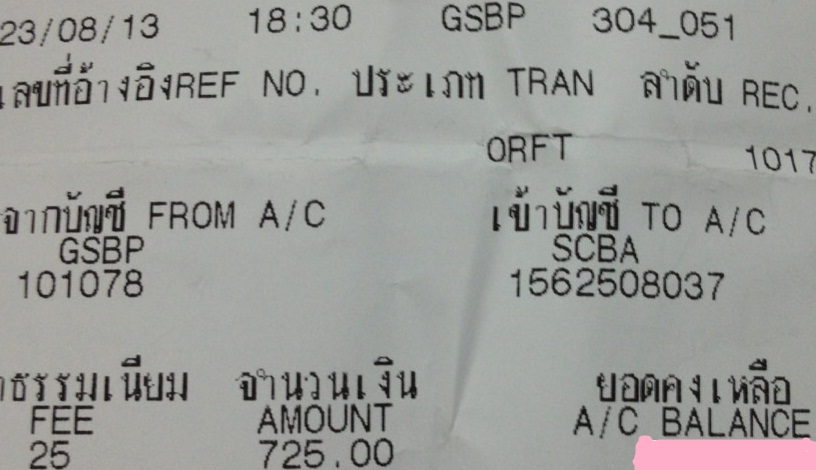 23/08/13 18:30 GSBP 304_051
เลขที่อ้างอิงREF NO. ประเภท TRAN ลำดับ REC.
ORFT 1017
จากบัญชี FROM A/C เข้าบัญชี TO A/C
GSBP SCBA
101078 1562508037
าธรรมเนียม จำนวนเงิน ยอดคงเหลือ
FEE AMOUNT A/C BALANCE
25 725.00